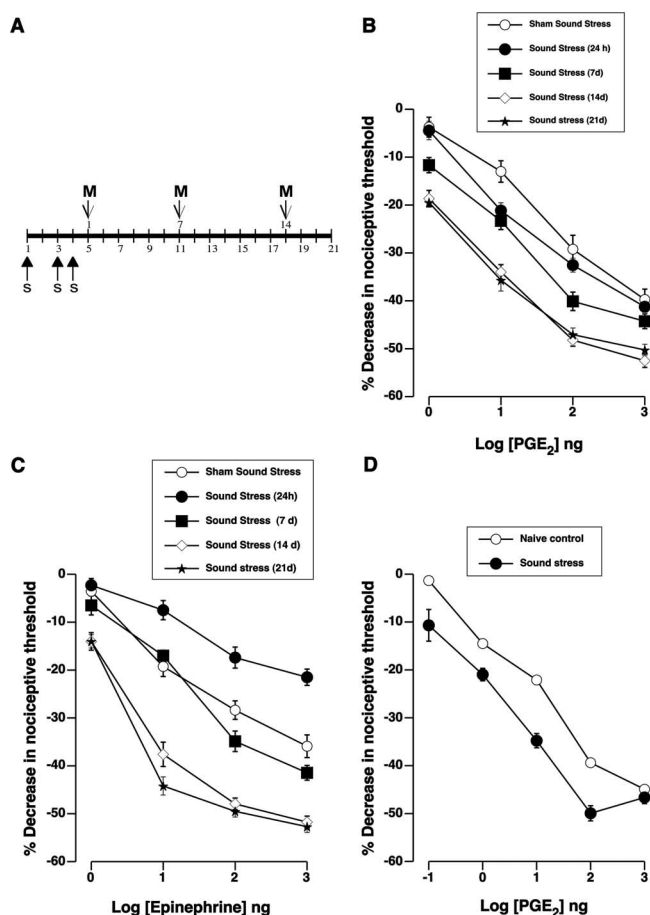 A
M M M
1 7 14
1 3 5 7 9 11 13 15 17 19 21
S S S
B
Sham Sound Stress
Sound Stress (24 h)
Sound Stress (7d)
Sound Stress (14d)
Sound stress (21d)
% Decrease in nociceptive threshold
0
-10
-20
-30
-40
-50
-60
0 1 2 3
Log [PGE2] ng
C
Sham Sound Stress
Sound Stress (24h)
Sound Stress (7 d)
Sound Stress (14 d)
Sound stress (21d)
% Decrease in nociceptive threshold
0
-10
-20
-30
-40
-50
-60
0 1 2 3
Log [Epinephrine] ng
D
Naive control
Sound stress
% Decrease in nociceptive threshold
0
-10
-20
-30
-40
-50
-60
-1 0 1 2 3
Log [PGE2] ng